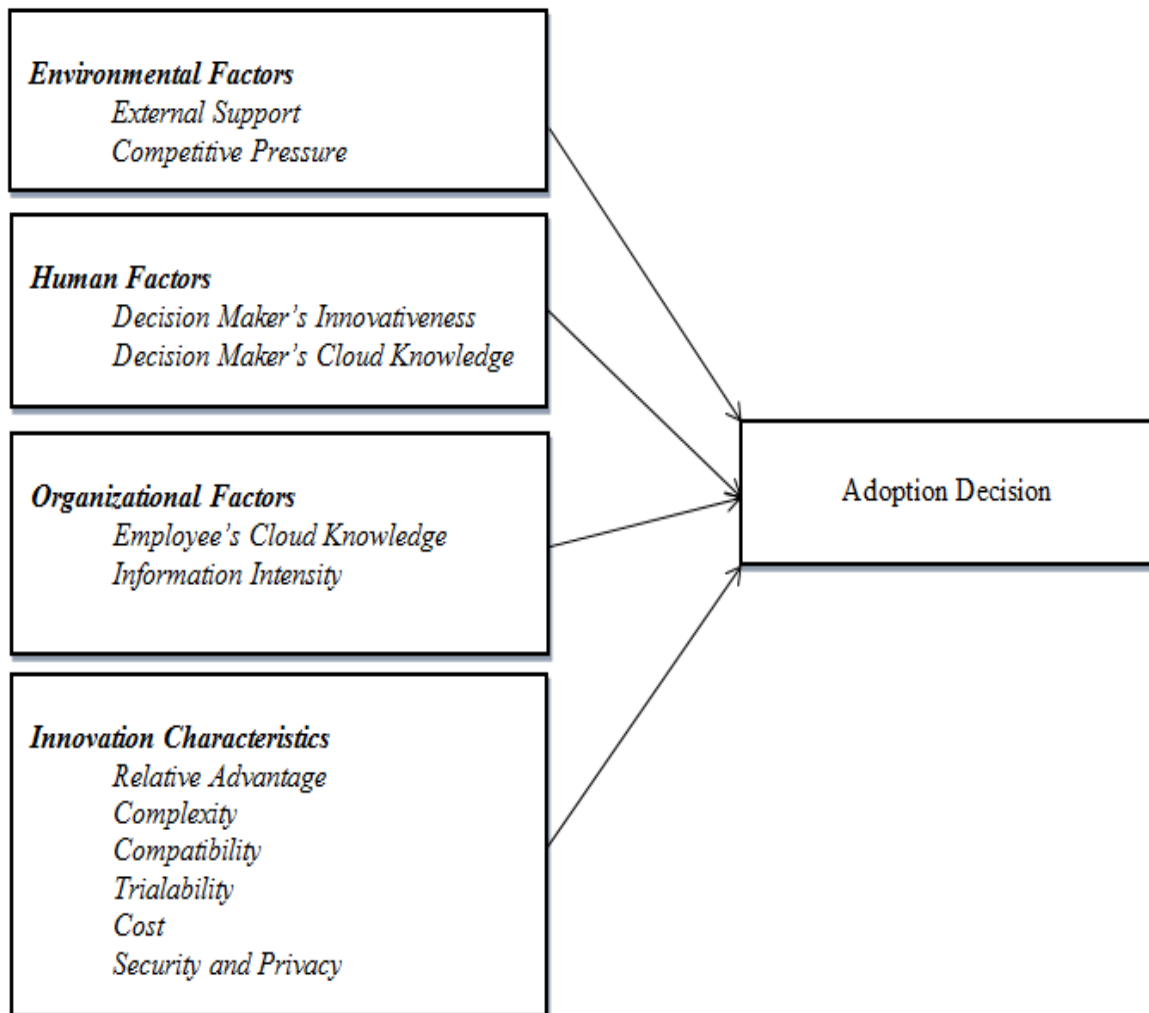 Environmental Factors
External Support
Competitive Pressure
Human Factors
Decision Maker’s Innovativeness
Decision Maker’s Cloud Knowledge
Organizational Factors
Employee’s Cloud Knowledge
Information Intensity
Innovation Characteristics
Relative Advantage
Complexity
Compatibility
Trialability
Cost
Security and Privacy
Adoption Decision